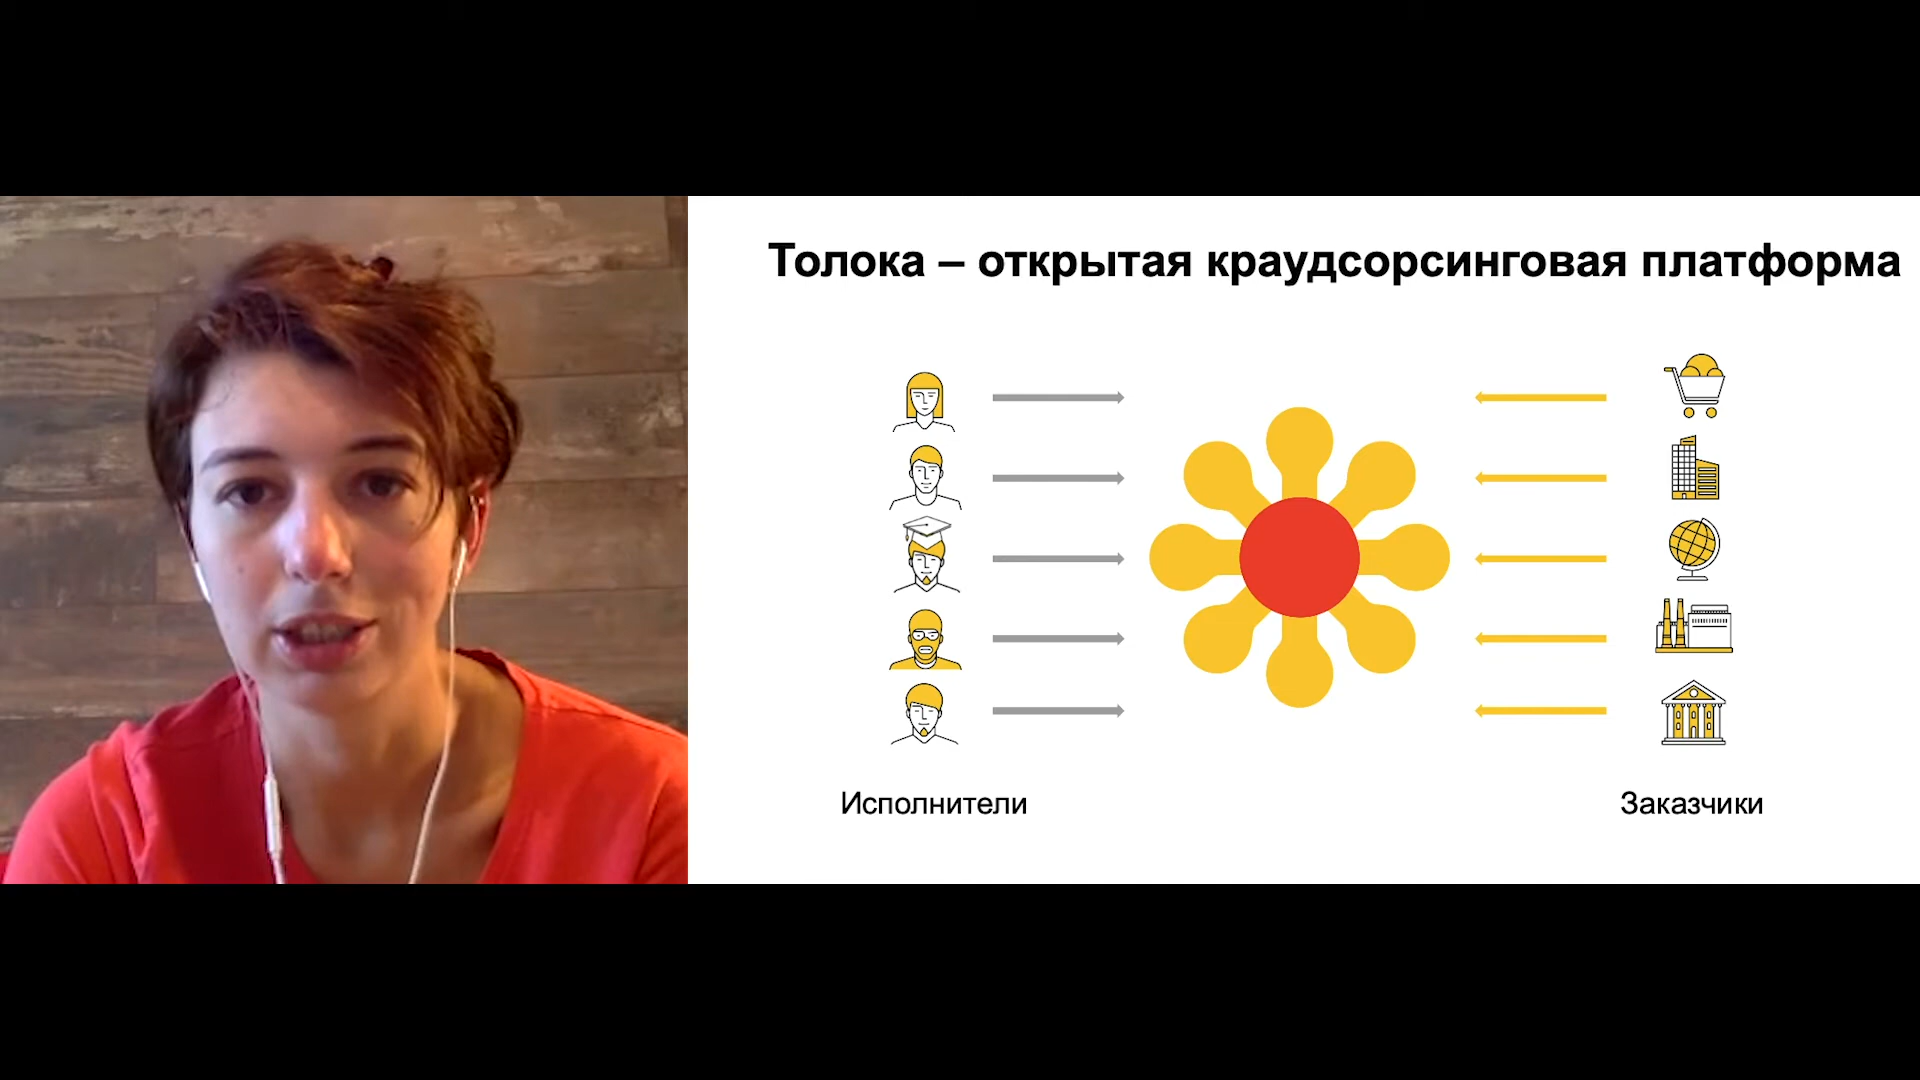 Толока – открытая краудсорсинговая платформа
Исполнители
Заказчики